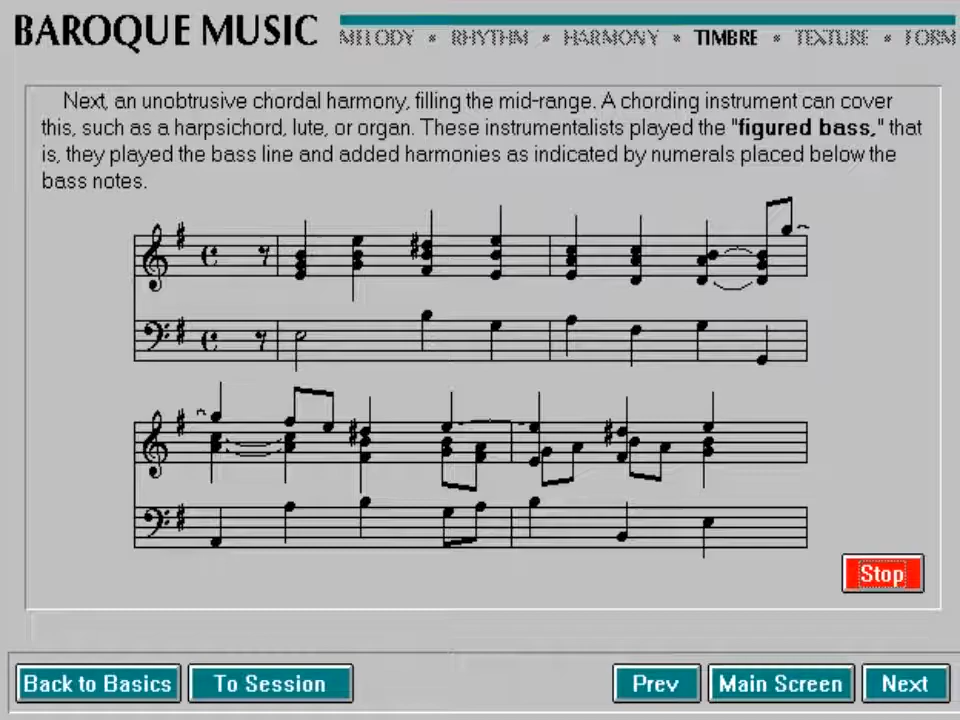 BAROQUE MUSIC
MELODY * RHYTHM * HARMONY * TIMBRE * TEXTURE * FORM
Next, an unobtrusive chordal harmony, filling the mid-range. A chording instrument can cover
this, such as a harpsichord, lute, or organ. These instrumentalists played the "figured bass," that
is, they played the bass line and added harmonies as indicated by numerals placed below the
bass notes.
Stop
Back to Basics To Session Prev Main Screen Next